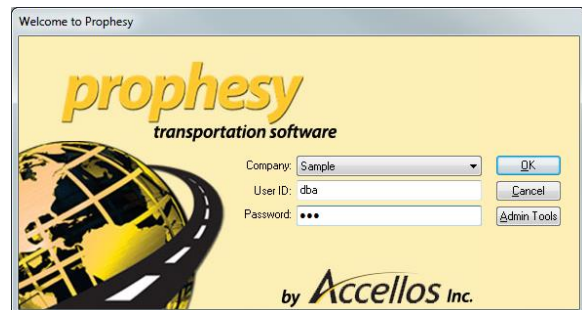 Welcome to Prophesy
prophesy
transportation software
Company: Sample OK
User ID: dba Cancel
Password: ●●● Admin Tools
by Accellos Inc.